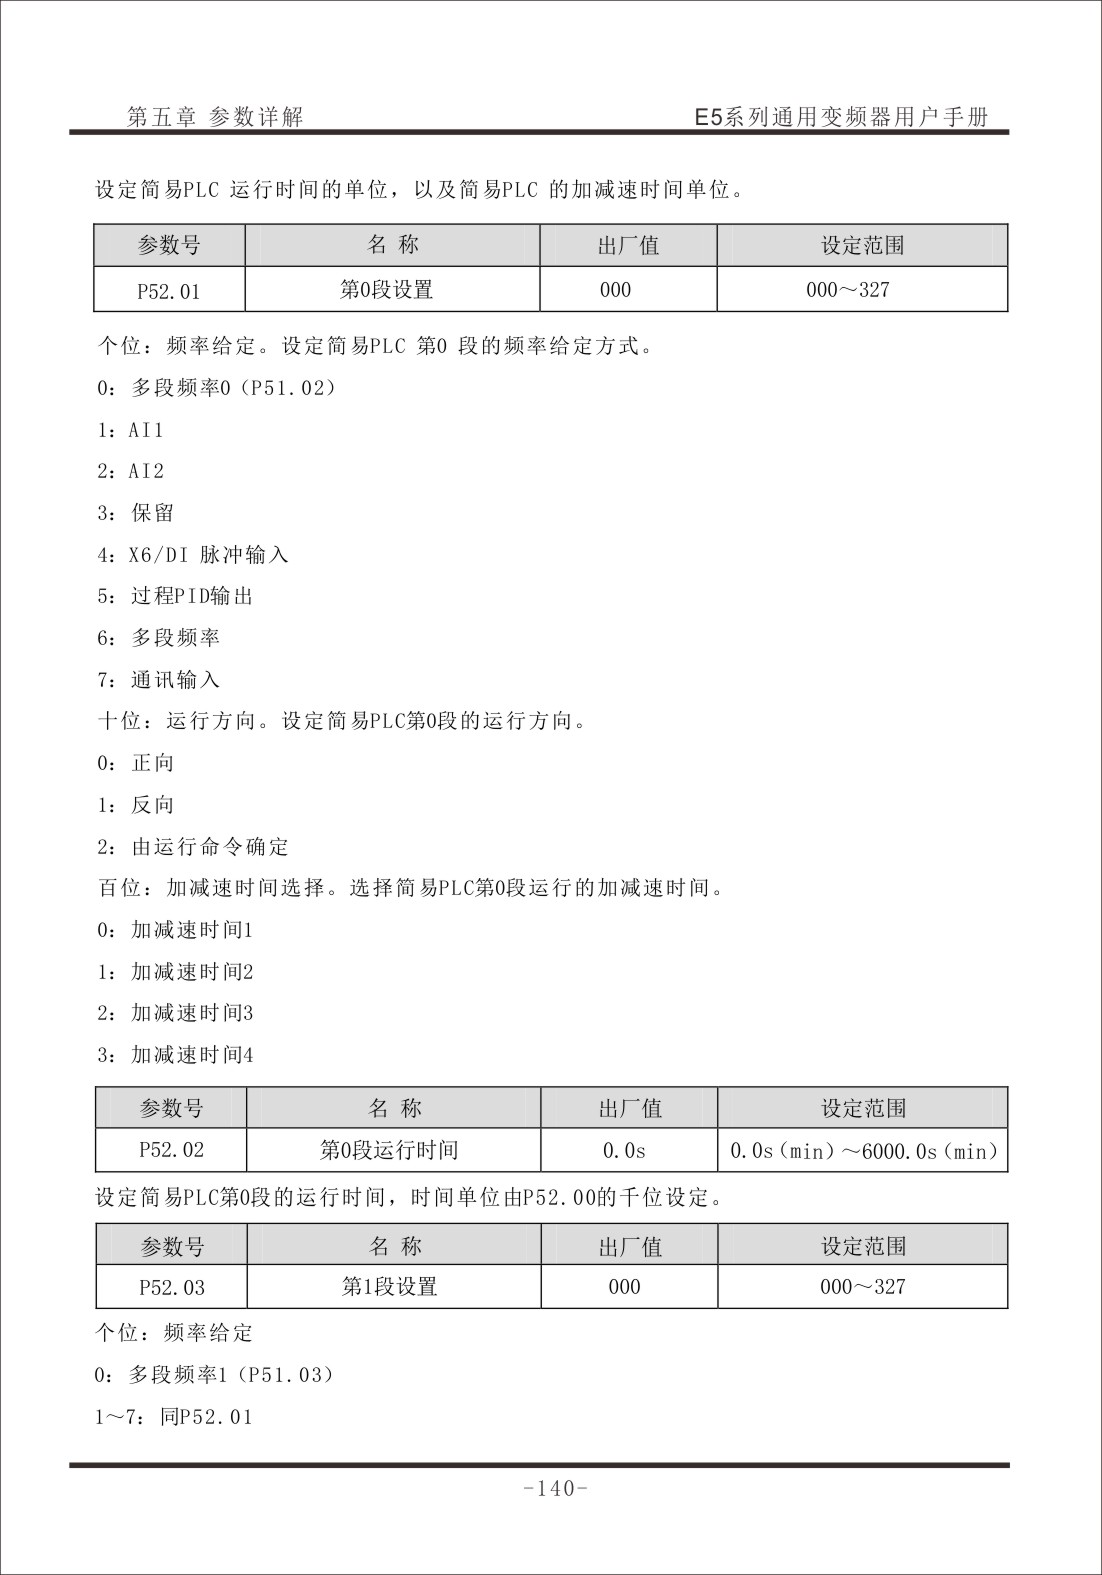 第五章 参数详解 E5系列通用变频器用户手册
设定简易PLC 运行时间的单位，以及简易PLC 的加减速时间单位。
参数号 名 称 出厂值 设定范围
P52.01 第0段设置 000 000～327
个位：频率给定。设定简易PLC 第0 段的频率给定方式。
0：多段频率0（P51.02）
1：AI1
2：AI2
3：保留
4：X6/DI 脉冲输入
5：过程PID输出
6：多段频率
7：通讯输入
十位：运行方向。设定简易PLC第0段的运行方向。
0：正向
1：反向
2：由运行命令确定
百位：加减速时间选择。选择简易PLC第0段运行的加减速时间。
0：加减速时间1
1：加减速时间2
2：加减速时间3
3：加减速时间4
参数号 名 称 出厂值 设定范围
P52.02 第0段运行时间 0.0s 0.0s（min）～6000.0s（min）
设定简易PLC第0段的运行时间，时间单位由P52.00的千位设定。
参数号 名 称 出厂值 设定范围
P52.03 第1段设置 000 000～327
个位：频率给定
0：多段频率1（P51.03）
1～7：同P52.01
-140-